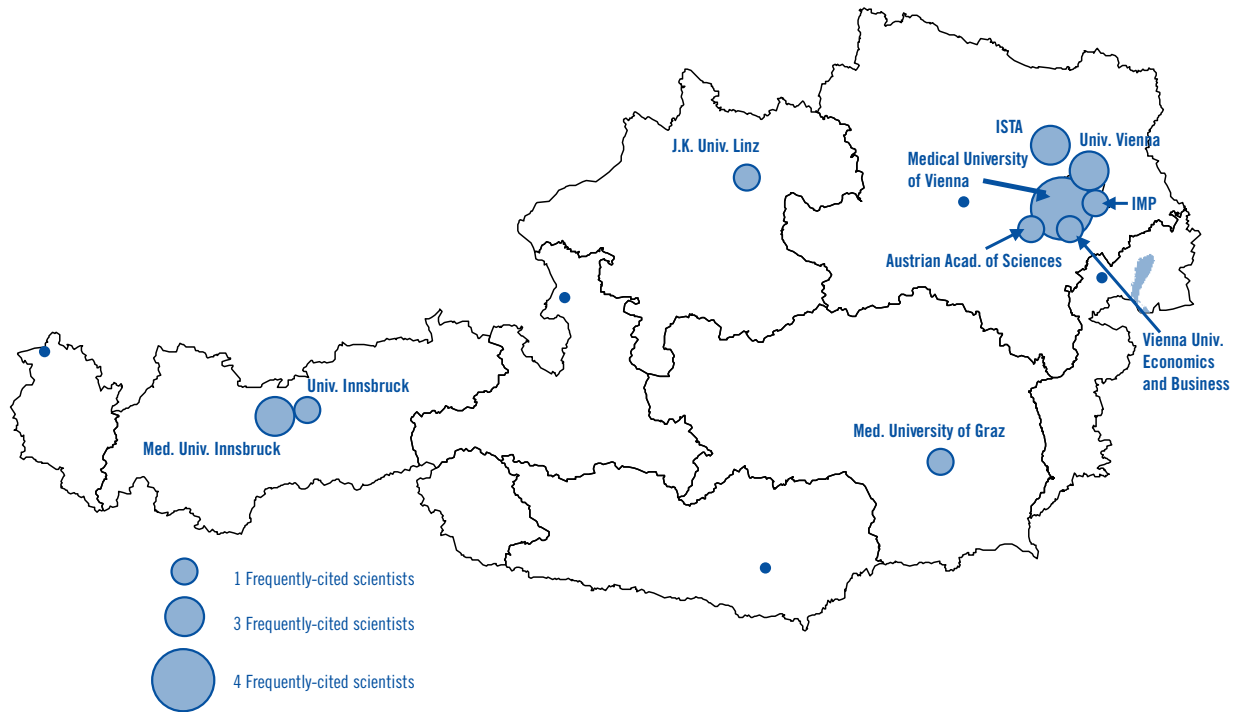 ISTA
Univ. Vienna
J.K. Univ. Linz
Medical University
of Vienna
IMP
Austrian Acad. of Sciences
Vienna Univ.
Economics
and Business
Univ. Innsbruck
Med. Univ. Innsbruck
Med. University of Graz
1 Frequently-cited scientists
3 Frequently-cited scientists
4 Frequently-cited scientists